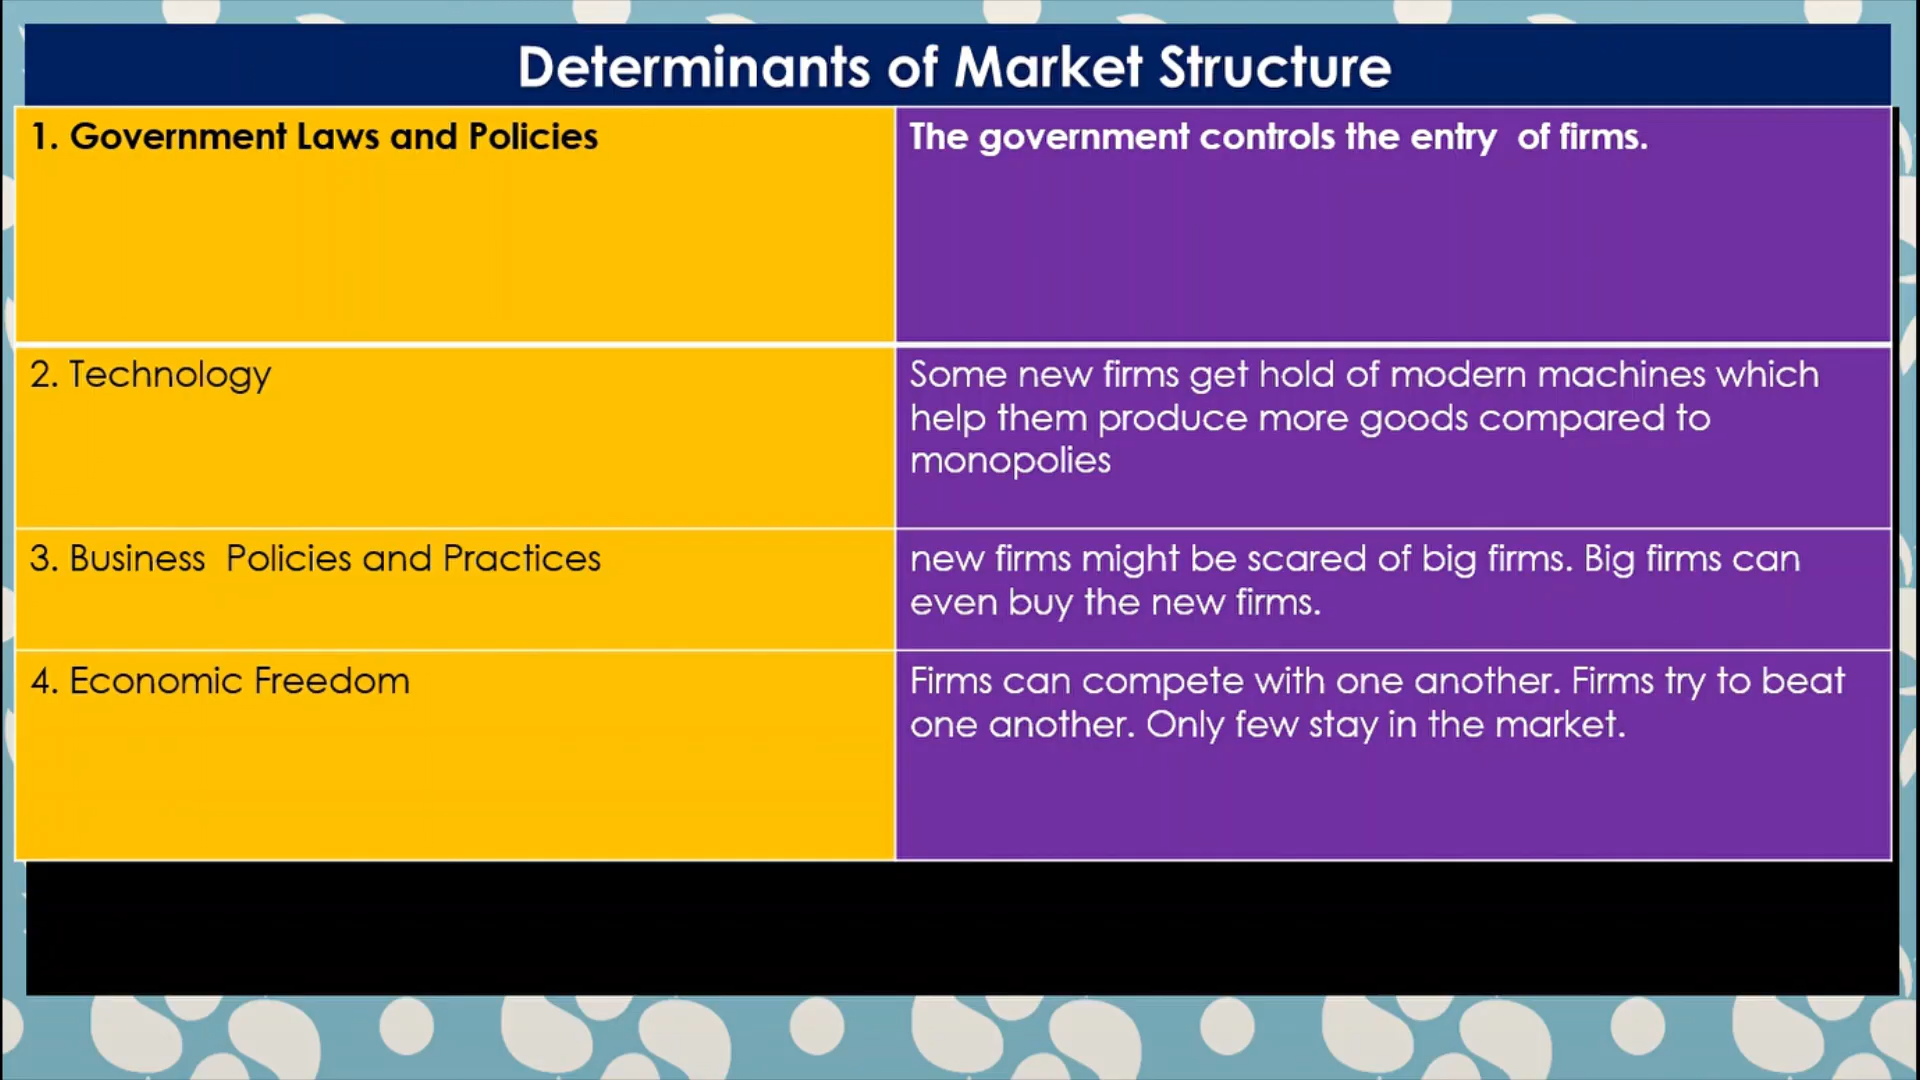 Determinants of Market Structure
1. Government Laws and Policies
The government controls the entry  of firms.
2. Technology
Some new firms get hold of modern machines which
help them produce more goods compared to
monopolies
3. Business  Policies and Practices
new firms might be scared of big firms. Big firms can
even buy the new firms.
4. Economic Freedom
Firms can compete with one another. Firms try to beat
one another. Only few stay in the market.